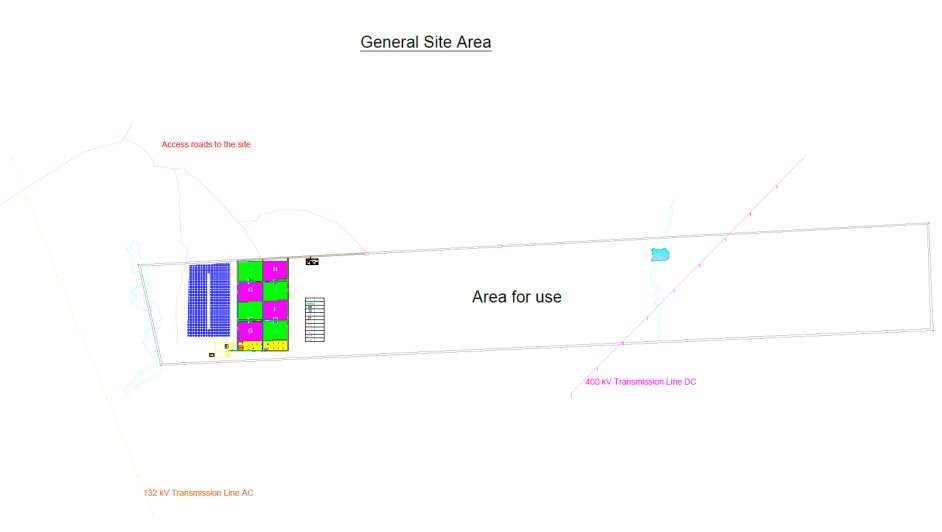 General Site Area
Access roads to the site
Area for use
400 kV Transmission Line DC
132 kV Transmission Line AC